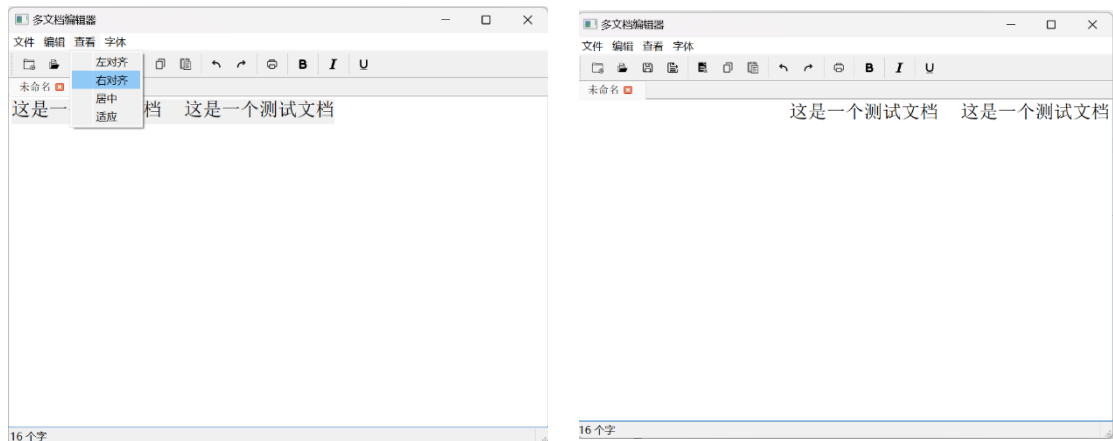 多文档编辑器
文件 编辑 查看 字体
左对齐
B I U
未命名
右对齐
居中
适应
这是一 档 这是一个测试文档
16 个字
多文档编辑器
文件 编辑 查看 字体
B I U
未命名
这是一个测试文档 这是一个测试文档
16 个字